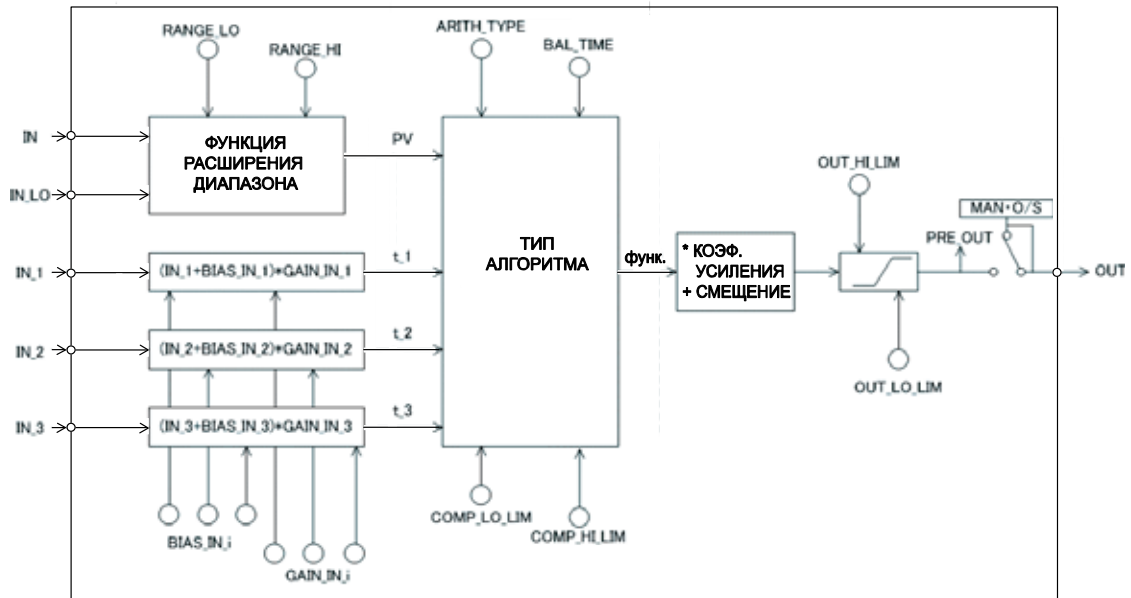 RANGE_LO
RANGE_HI
ARITH_TYPE
BAL_TIME
IN
IN_LO
ФУНКЦИЯ
РАСШИРЕНИЯ
ДИАПАЗОНА
PV
OUT_HI_LIM
MAN+O/S
PRE_OUT
OUT
IN_1
(IN_1+BIAS_IN_1)*GAIN_IN_1
t_1
ТИП
АЛГОРИТМА
функ.
* КОЭФ.
УСИЛЕНИЯ
+ СМЕЩЕНИЕ
IN_2
(IN_2+BIAS_IN_2)*GAIN_IN_2
t_2
OUT_LO_LIM
IN_3
(IN_3+BIAS_IN_3)*GAIN_IN_3
t_3
BIAS_IN_i
GAIN_IN_i
COMP_LO_LIM
COMP_HI_LIM